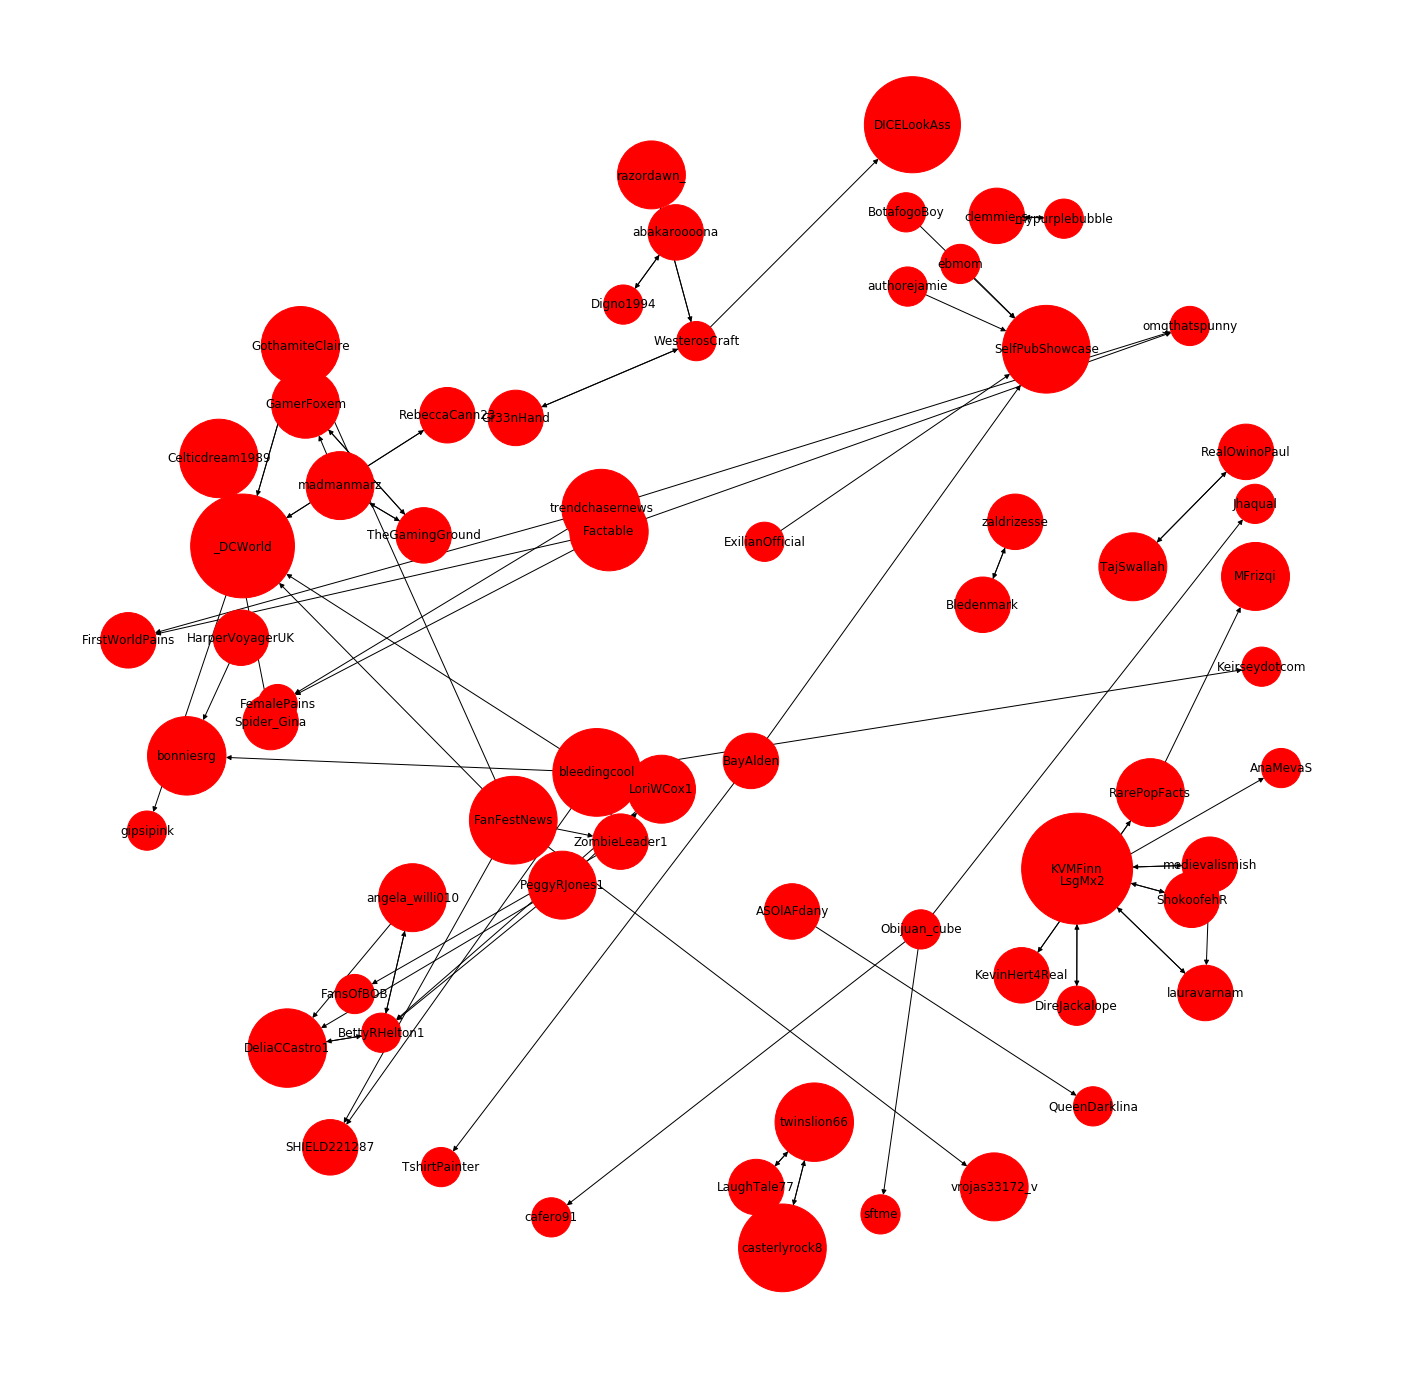 DICELookAss
razordawn_
BotafogoBoy
clemmie_s
mypurplebubble
abakaroooona
ebmom
authorejamie
Digno1994
omgthatspunny
WesterosCraft
GothamiteClaire
SelfPubShowcase
GamerFoxem
RebeccaCann23
Gr33nHand
RealOwinoPaul
Celticdream1989
madmanmarz
Jhaqual
trendchasernews
zaldrizesse
Factable
TheGamingGround
ExilianOfficial
_DCWorld
TajSwallah
MFrizqi
Bledenmark
FirstWorldPains
HarperVoyagerUK
Keirseydotcom
FemalePains
Spider_Gina
bonniesrg
BayAlden
AnaMevaS
bleedingcool
LoriWCox1
RarePopFacts
FanFestNews
gipsipink
ZombieLeader1
medievalismish
KVMFinn
LsgMx2
PeggyRJones1
angela_willi010
ShokoofehR
ASOIAFdany
Obijuan_cube
KevinHert4Real
FansOfBOB
lauravarnam
DireJackalope
BettyRHelton1
DeliaCCastro1
QueenDarklina
twinslion66
SHIELD221287
TshirtPainter
LaughTale77
vrojas33172_v
sftme
cafero91
casterlyrock8